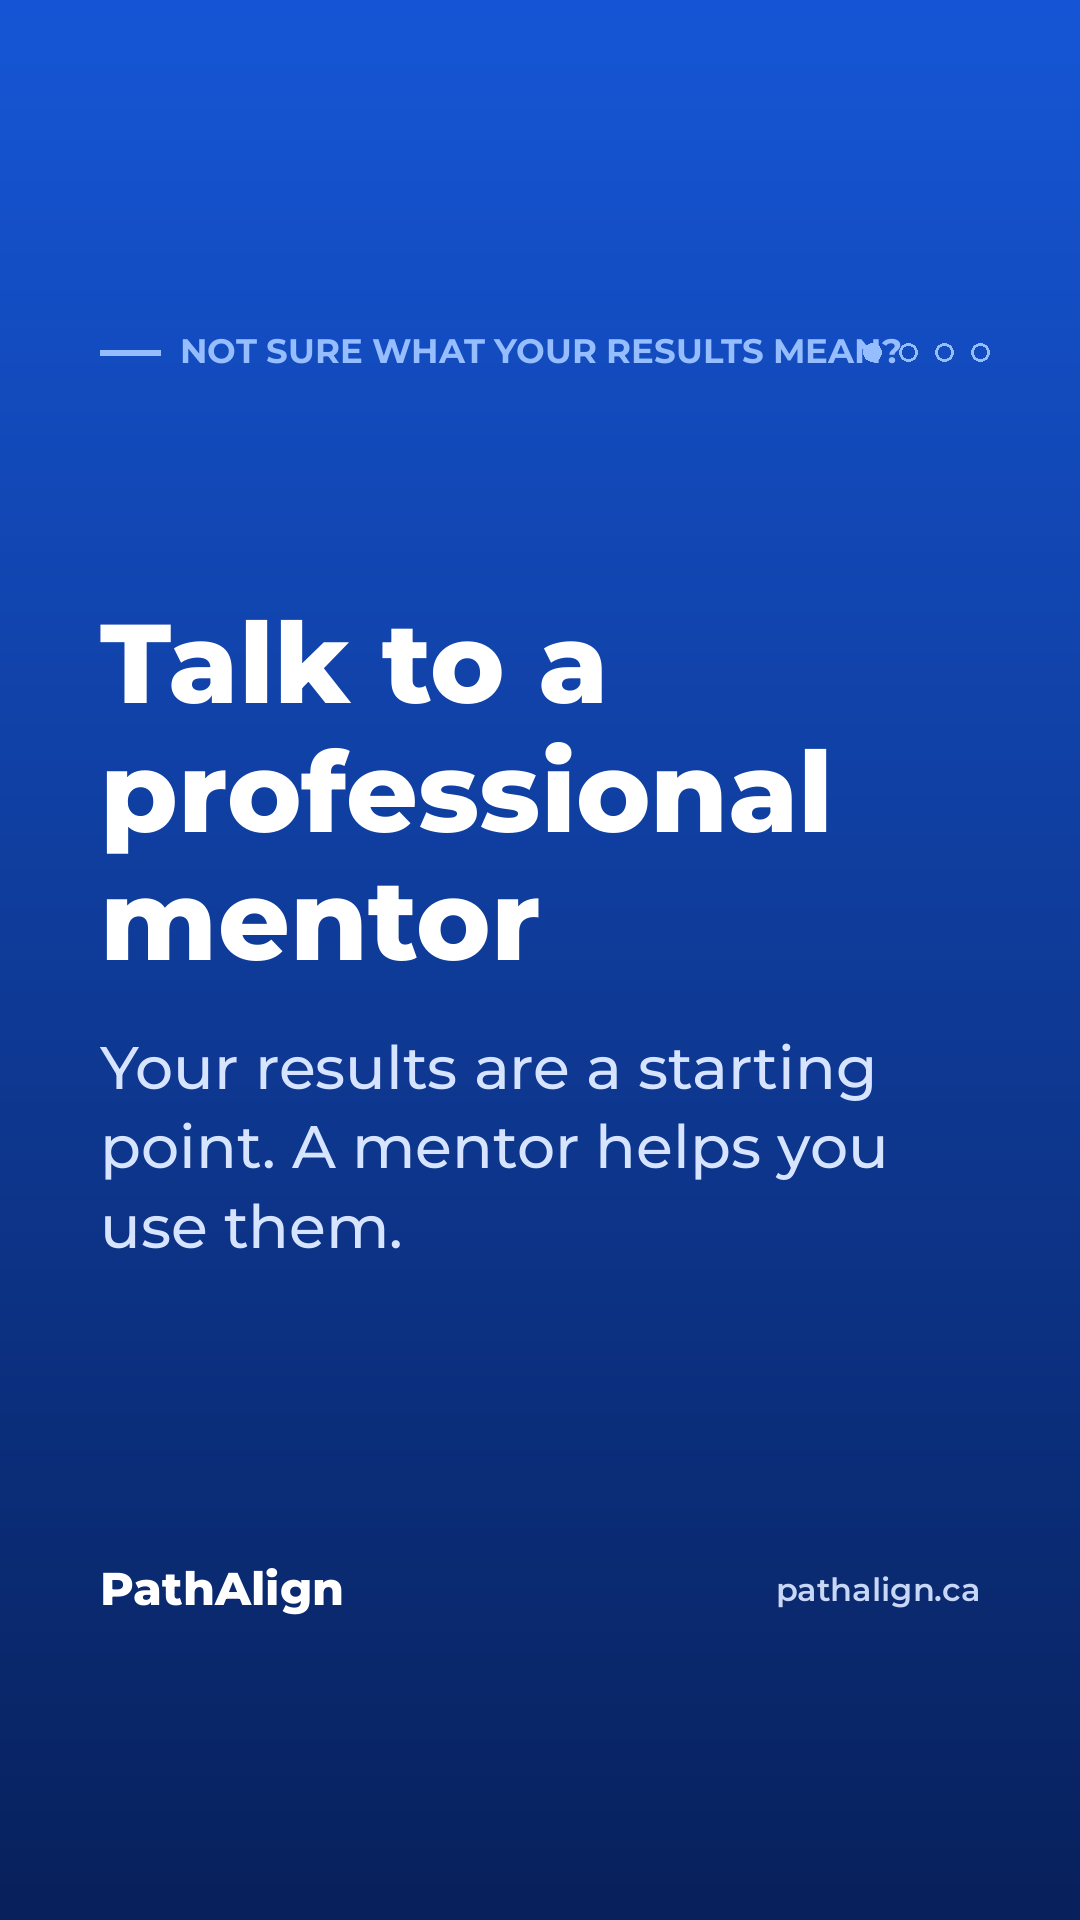 NOT SURE WHAT YOUR RESULTS MEAN?
Talk to a
professional
mentor
Your results are a starting
point. A mentor helps you
use them.
PathAlign
pathalign.ca